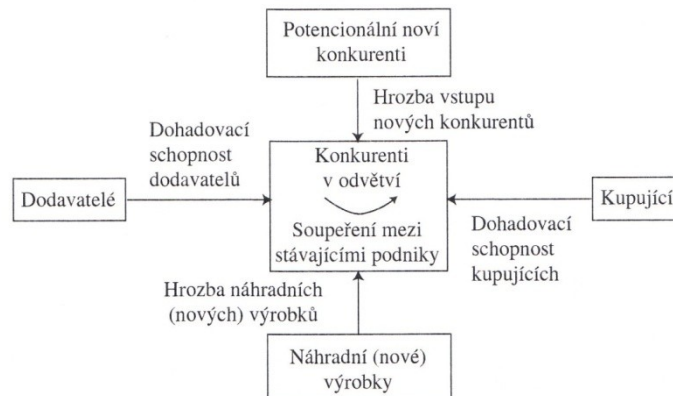 Potencionální noví
konkurenti
Hrozba vstupu
nových konkurentů
Dohadovací
schopnost
dodavatelů
Konkurenti
v odvětví
Dodavatelé
Kupující
Soupeření mezi
stávajícími podniky
Dohadovací
schopnost
kupujících
Hrozba náhradních
(nových) výrobků
Náhradní (nové)
výrobky